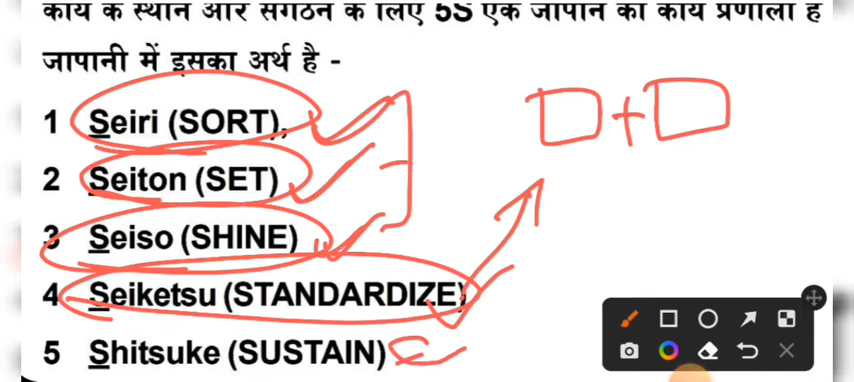 कार्य के स्थान और संगठन के लिए 5S एक जापान की कार्य प्रणाली है
जापानी में इसका अर्थ है -
1 Seiri (SORT),
2 Seiton (SET)
3 Seiso (SHINE)
4 Seiketsu (STANDARDIZE)
5 Shitsuke (SUSTAIN)